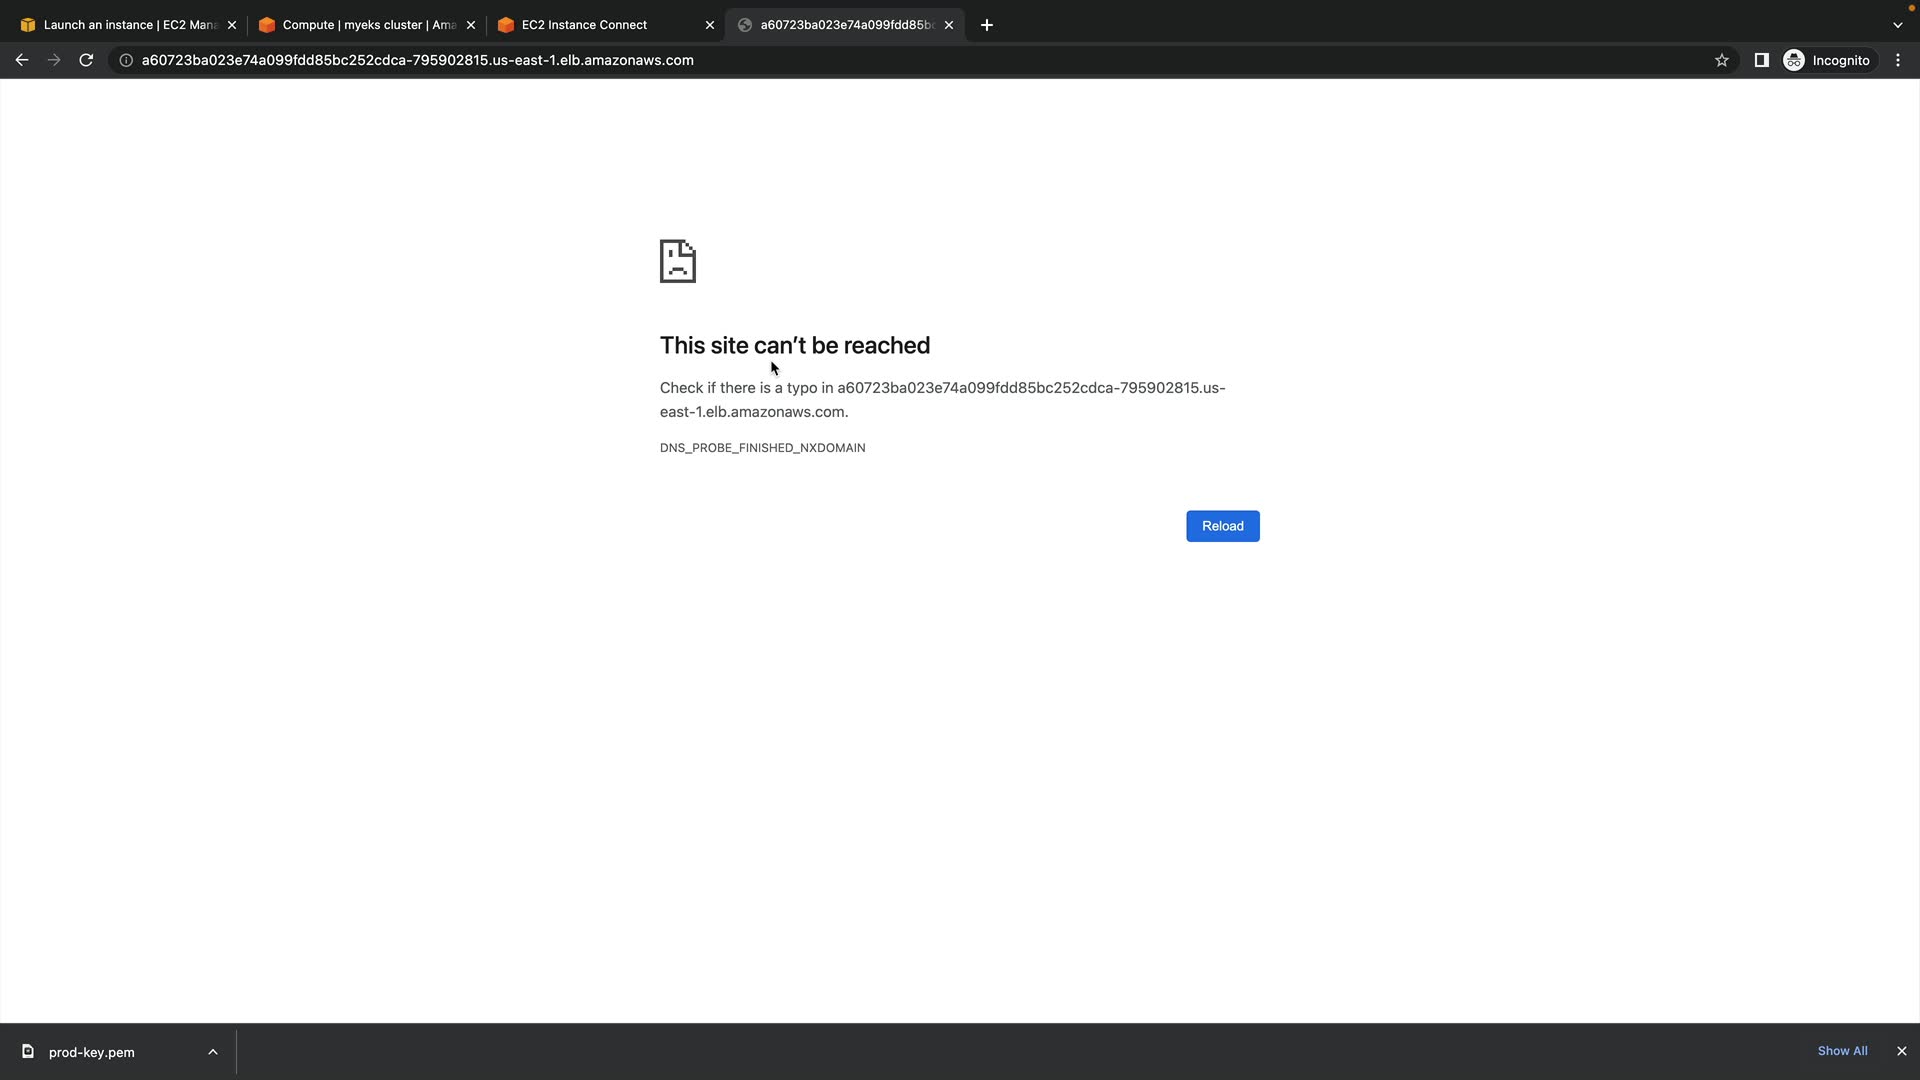 Launch an instance | EC2 Mana
Compute | myeks cluster | Ama
EC2 Instance Connect
a60723ba023e74a099fdd85bc
a60723ba023e74a099fdd85bc252cdca-795902815.us-east-1.elb.amazonaws.com
Incognito
This site can’t be reached
Check if there is a typo in a60723ba023e74a099fdd85bc252cdca-795902815.us-
east-1.elb.amazonaws.com.
DNS_PROBE_FINISHED_NXDOMAIN
Reload
prod-key.pem
Show All